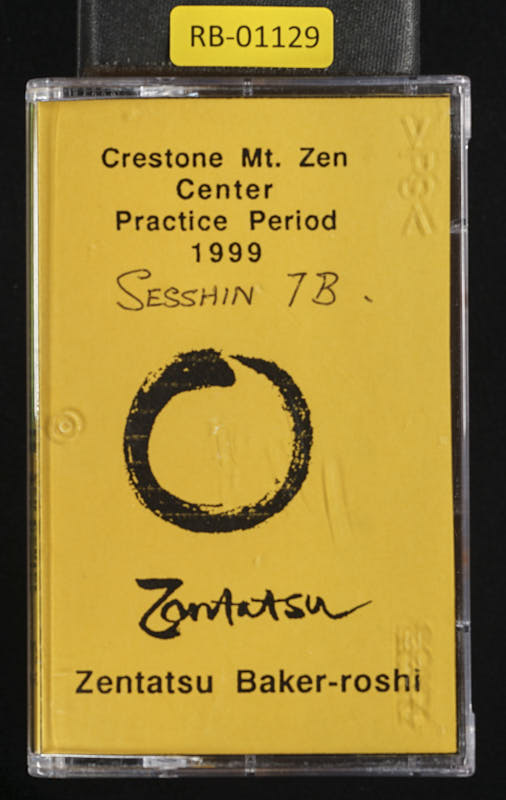 RB-01129
Crestone Mt. Zen
Center
Practice Period
1999
SESSHIN 7B.
Zentatsu
Zentatsu Baker-roshi